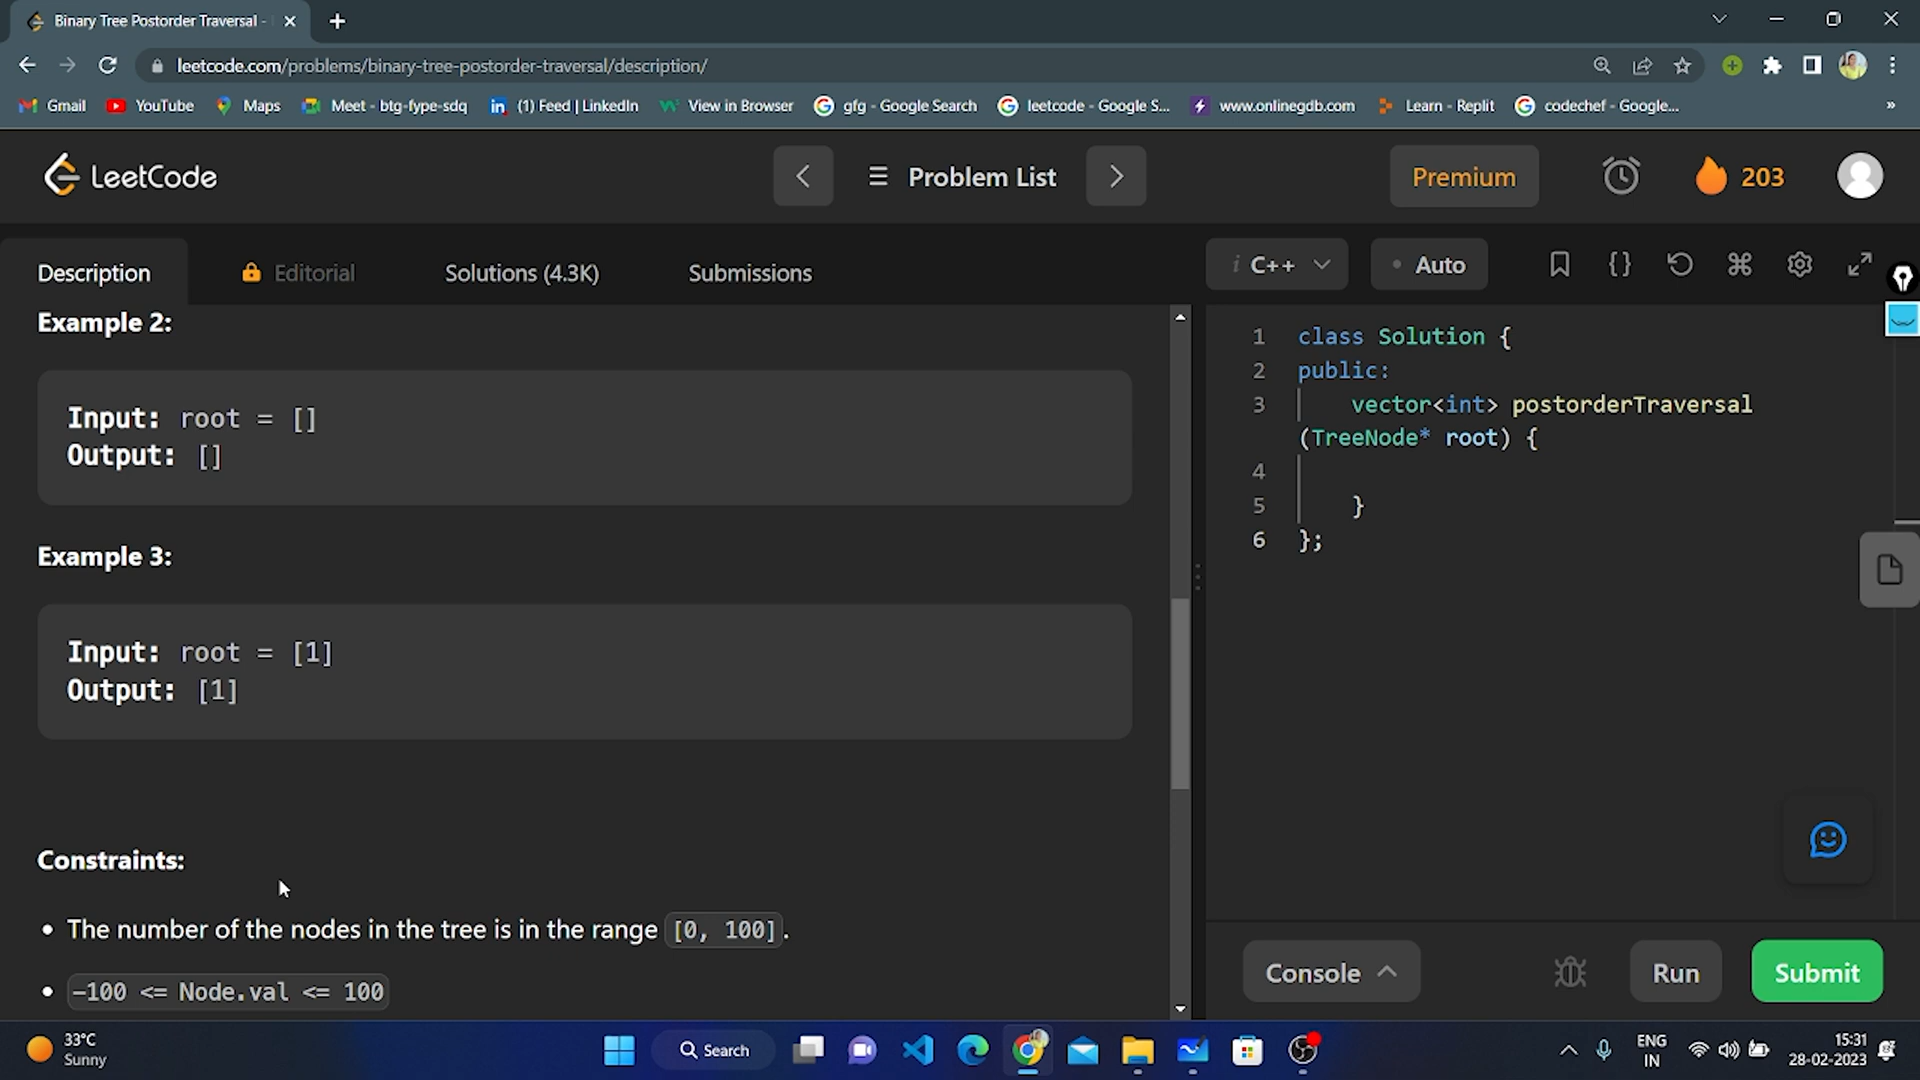 Binary Tree Postorder Traversal -
leetcode.com/problems/binary-tree-postorder-traversal/description/
Gmail YouTube Maps Meet - btg-fype-sdq (1) Feed | LinkedIn View in Browser gfg - Google Search leetcode - Google S... www.onlinegdb.com Learn - Replit codechef - Google... »
LeetCode Problem List Premium 203
Description Editorial Solutions (4.3K) Submissions
i C++ Auto
Example 2:
Input: root = []
Output: []
Example 3:
Input: root = [1]
Output: [1]
Constraints:
• The number of the nodes in the tree is in the range [0, 100].
• -100 <= Node.val <= 100
1 class Solution {
2 public:
3 vector<int> postorderTraversal
(TreeNode* root) {
4
5 }
6 };
Console Run Submit
33°C
Sunny
Search
ENG
IN
15:31
28-02-2023